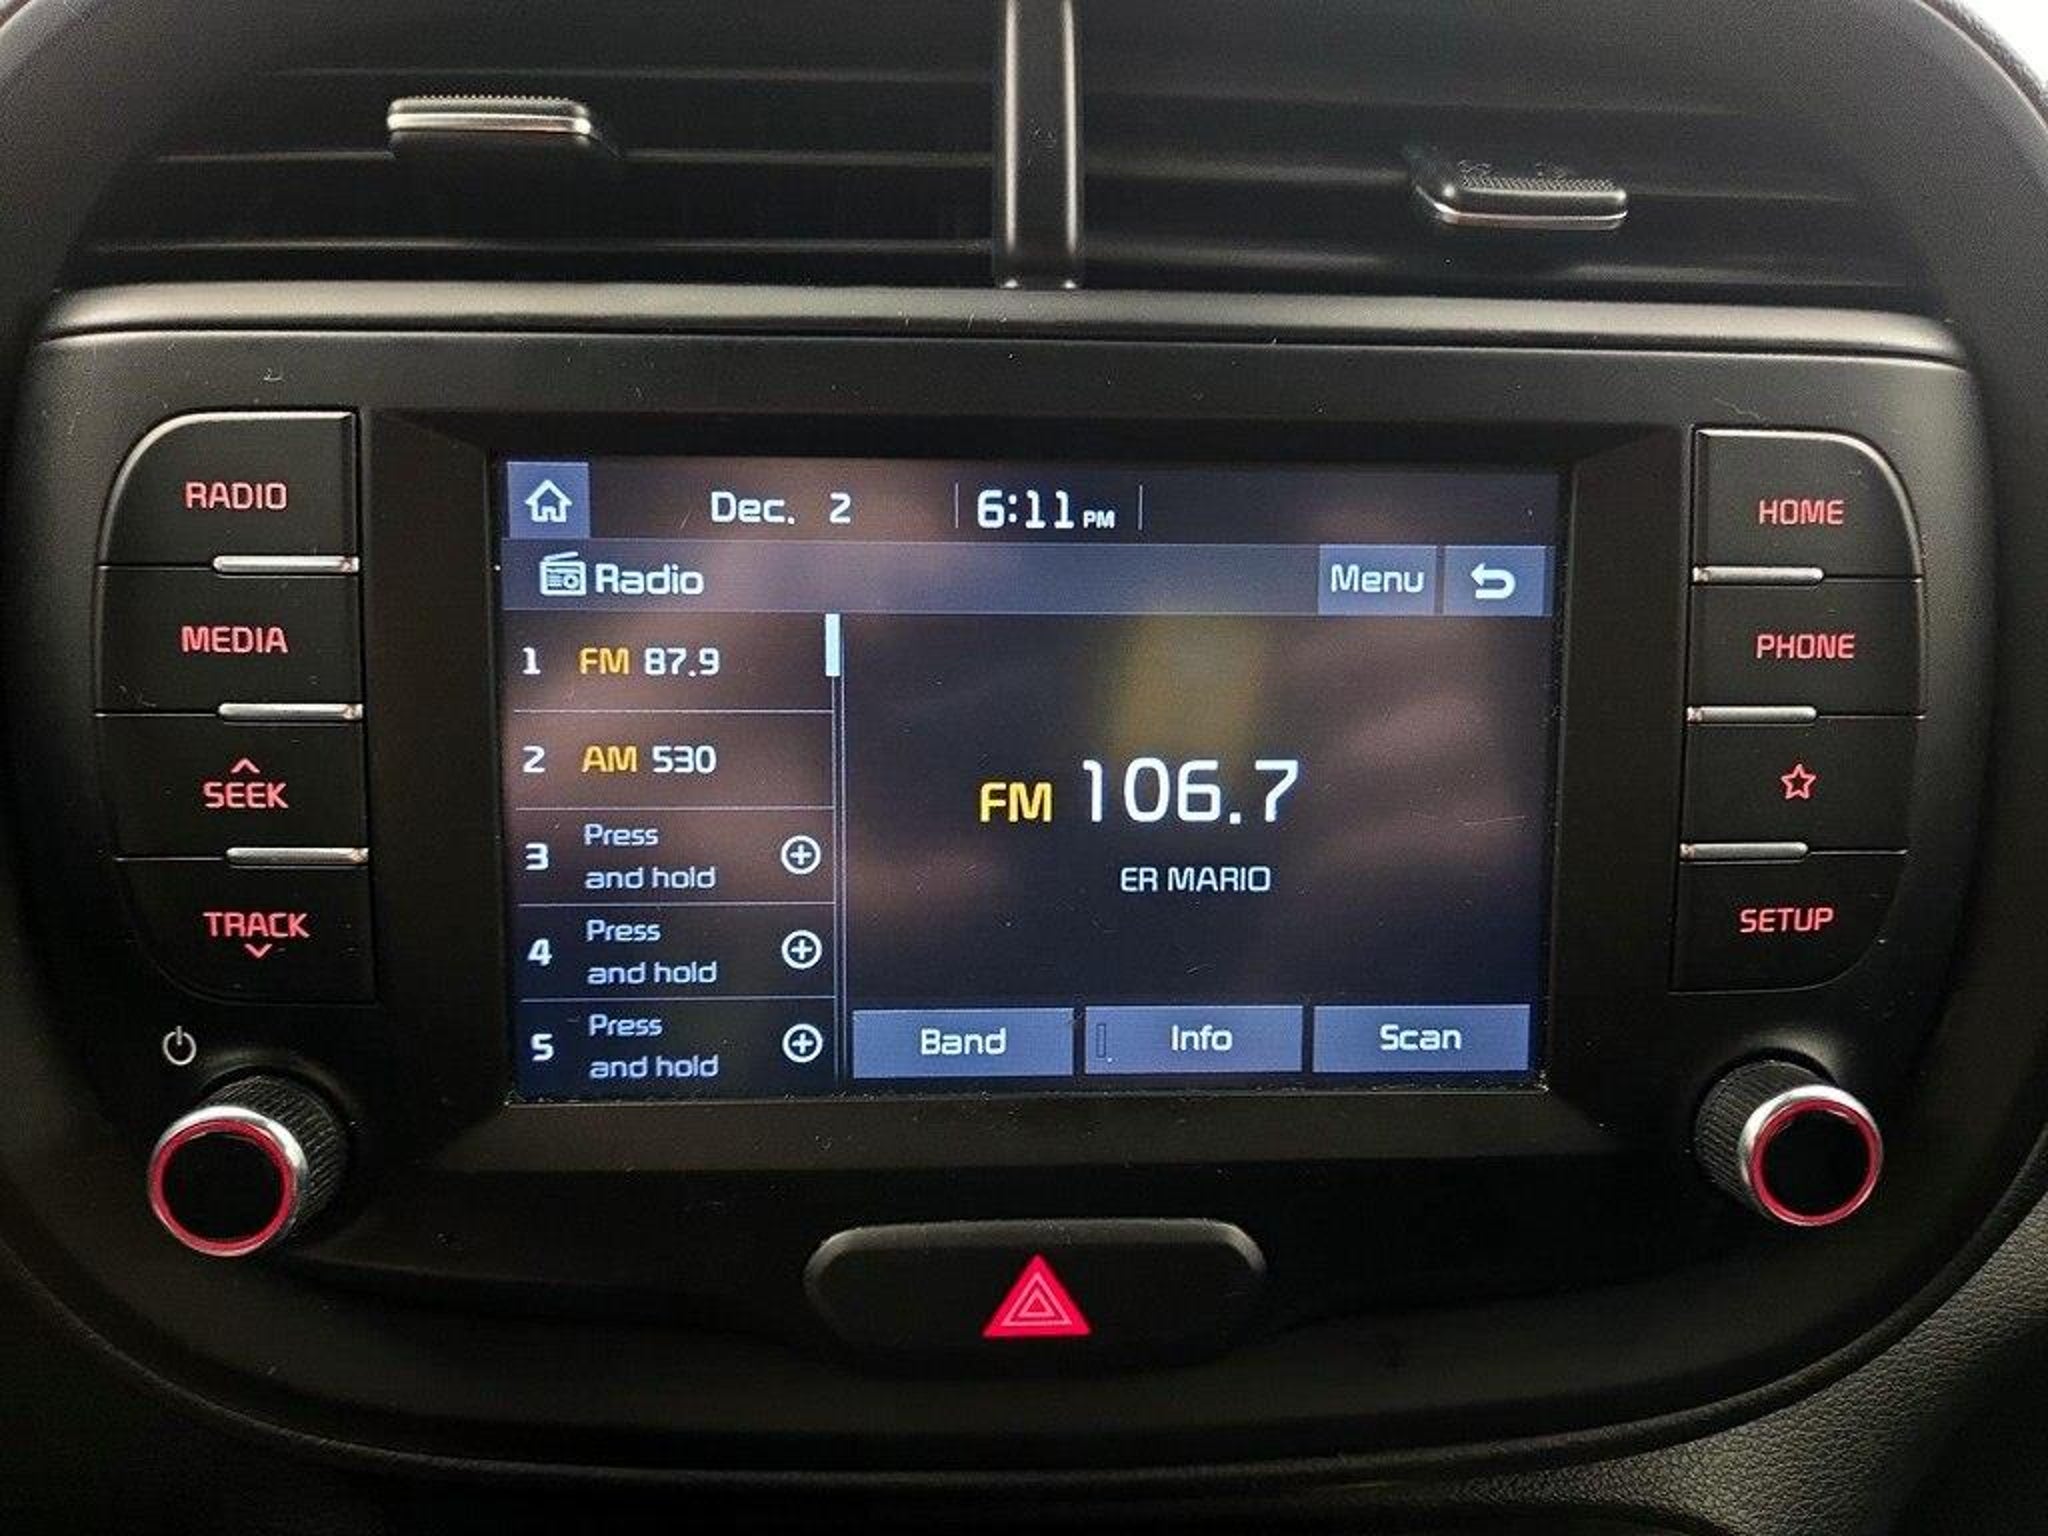 RADIO
MEDIA
SEEK
TRACK
Dec. 2 6:11 PM
Radio Menu
1 FM 87.9
2 AM 530
3 Press
and hold
4 Press
and hold
5 Press
and hold
FM 106.7
ER MARIO
Band Info Scan
HOME
PHONE
SETUP